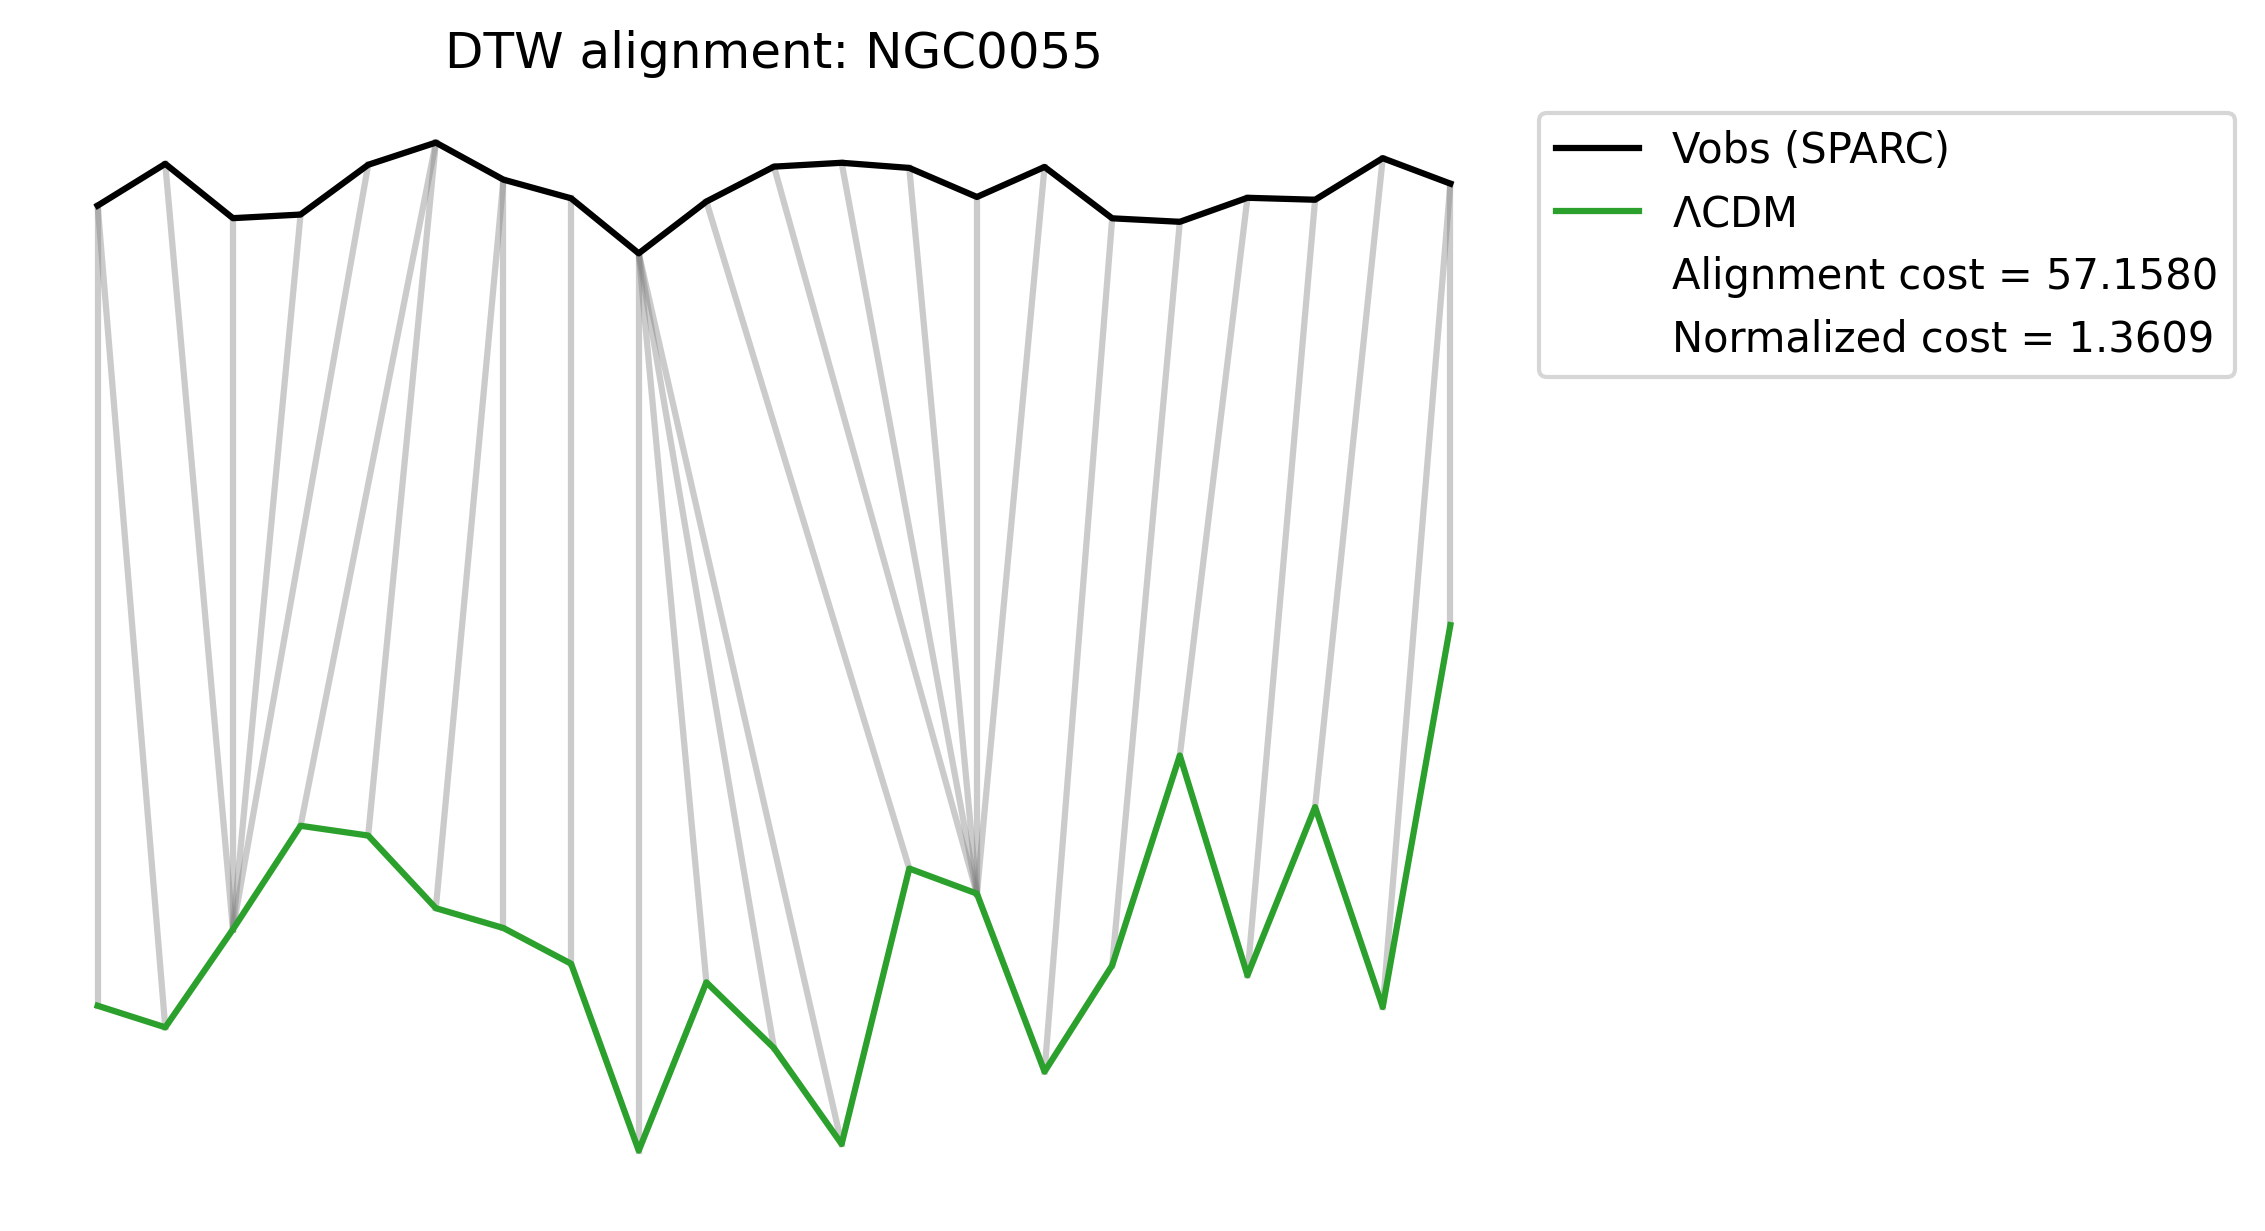 DTW alignment: NGC0055
Vobs (SPARC)
ΛCDM
Alignment cost = 57.1580
Normalized cost = 1.3609